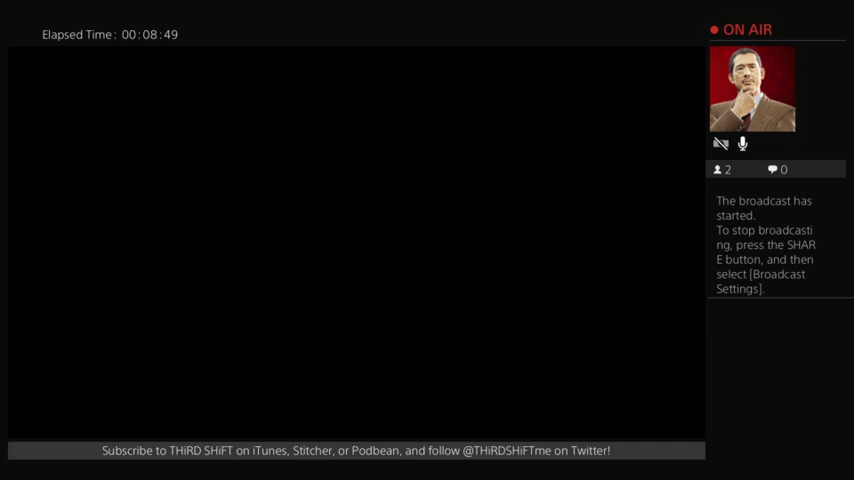 Elapsed Time: 00:08:49
ON AIR
2
0
The broadcast has
started.
To stop broadcasti
ng, press the SHAR
E button, and then
select [Broadcast
Settings].
Subscribe to THiRD SHiFT on iTunes, Stitcher, or Podbean, and follow @THiRDSHiFTme on Twitter!